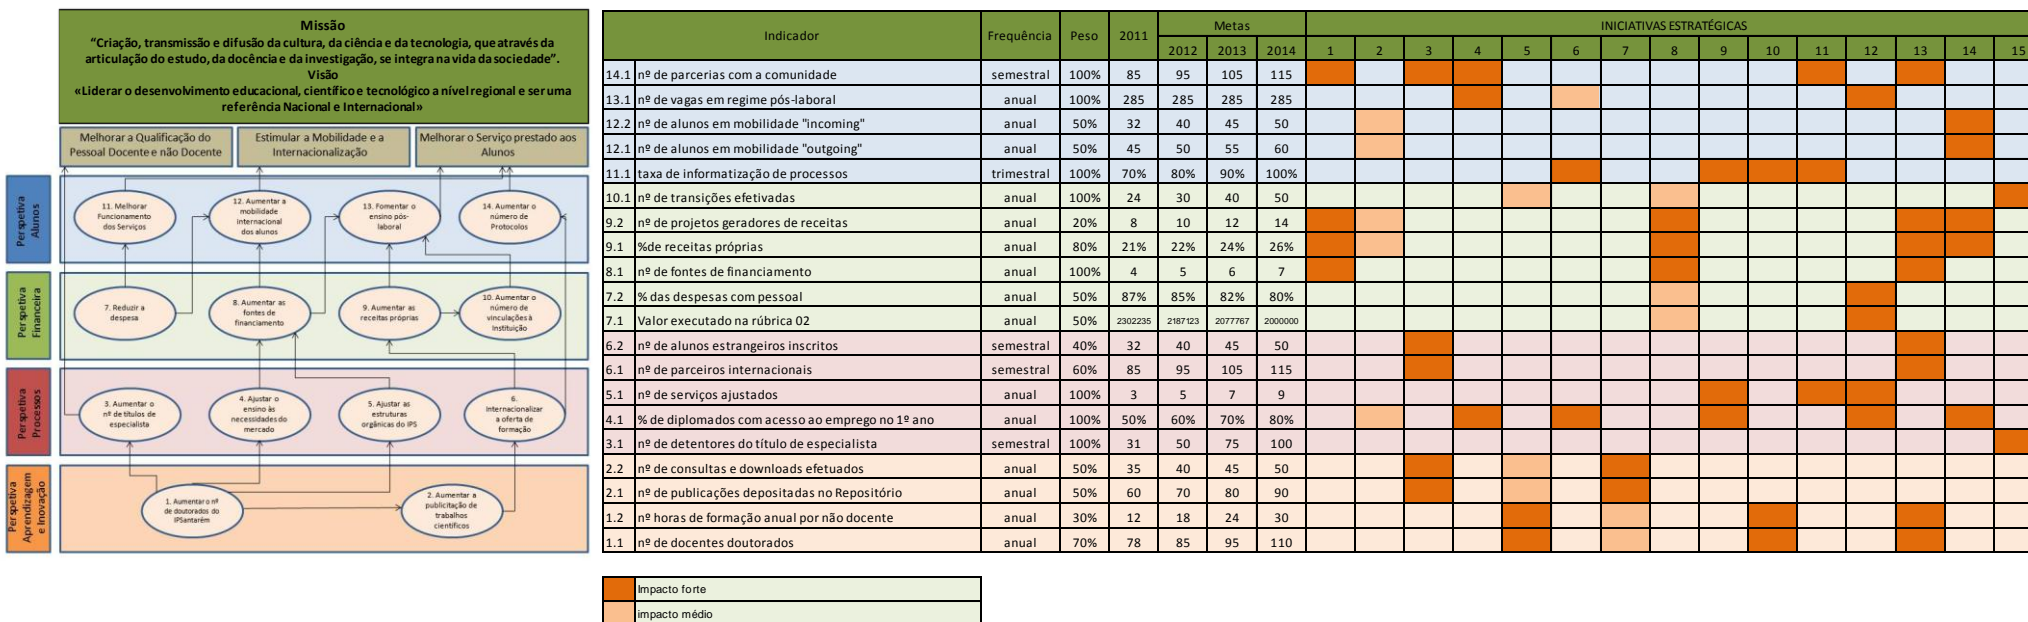 Missão
“Criação, transmissão e difusão da cultura, da ciência e da tecnologia, que através da
articulação do estudo, da docência e da investigação, se integra na vida da sociedade”.
Visão
«Liderar o desenvolvimento educacional, científico e tecnológico a nível regional e ser uma
referência Nacional e Internacional»
Melhorar a Qualificação do
Pessoal Docente e não Docente
Estimular a Mobilidade e a
Internacionalização
Melhorar o Serviço prestado aos
Alunos
Perspetiva
Alunos
11. Melhorar
Funcionamento
dos Serviços
12. Aumentar a
mobilidade
internacional
dos alunos
13. Fomentar o
ensino pós-
laboral
14. Aumentar o
número de
Protocolos
Perspetiva
Financeira
7. Reduzir a
despesa
8. Aumentar as
fontes de
financiamento
9. Aumentar as
receitas próprias
10. Aumentar o
número de
vinculações à
Instituição
Perspetiva
Processos
3. Aumentar o
nº de títulos de
especialista
4. Ajustar o
ensino às
necessidades do
mercado
5. Ajustar as
estruturas
orgânicas do IPS
6.
Internacionalizar
a oferta de
formação
Perspetiva
Aprendizagem
e Inovação
1. Aumentar o nº
de doutorados do
IPSantarém
2. Aumentar a
publicitação de
trabalhos
científicos
Indicador Frequência Peso 2011 Metas INICIATIVAS ESTRATÉGICAS
2012 2013 2014 1 2 3 4 5 6 7 8 9 10 11 12 13 14 15
14.1 nº de parcerias com a comunidade semestral 100% 85 95 105 115
13.1 nº de vagas em regime pós-laboral anual 100% 285 285 285 285
12.2 nº de alunos em mobilidade "incoming" anual 50% 32 40 45 50
12.1 nº de alunos em mobilidade "outgoing" anual 50% 45 50 55 60
11.1 taxa de informatização de processos trimestral 100% 70% 80% 90% 100%
10.1 nº de transições efetivadas anual 100% 24 30 40 50
9.2 nº de projetos geradores de receitas anual 20% 8 10 12 14
9.1 %de receitas próprias anual 80% 21% 22% 24% 26%
8.1 nº de fontes de financiamento anual 100% 4 5 6 7
7.2 % das despesas com pessoal anual 50% 87% 85% 82% 80%
7.1 Valor executado na rúbrica 02 anual 50% 2302235 2187123 2077767 2000000
6.2 nº de alunos estrangeiros inscritos semestral 40% 32 40 45 50
6.1 nº de parceiros internacionais semestral 60% 85 95 105 115
5.1 nº de serviços ajustados anual 100% 3 5 7 9
4.1 % de diplomados com acesso ao emprego no 1º ano anual 100% 50% 60% 70% 80%
3.1 nº de detentores do título de especialista semestral 100% 31 50 75 100
2.2 nº de consultas e downloads efetuados anual 50% 35 40 45 50
2.1 nº de publicações depositadas no Repositório anual 50% 60 70 80 90
1.2 nº horas de formação anual por não docente anual 30% 12 18 24 30
1.1 nº de docentes doutorados anual 70% 78 85 95 110
Impacto forte
impacto médio